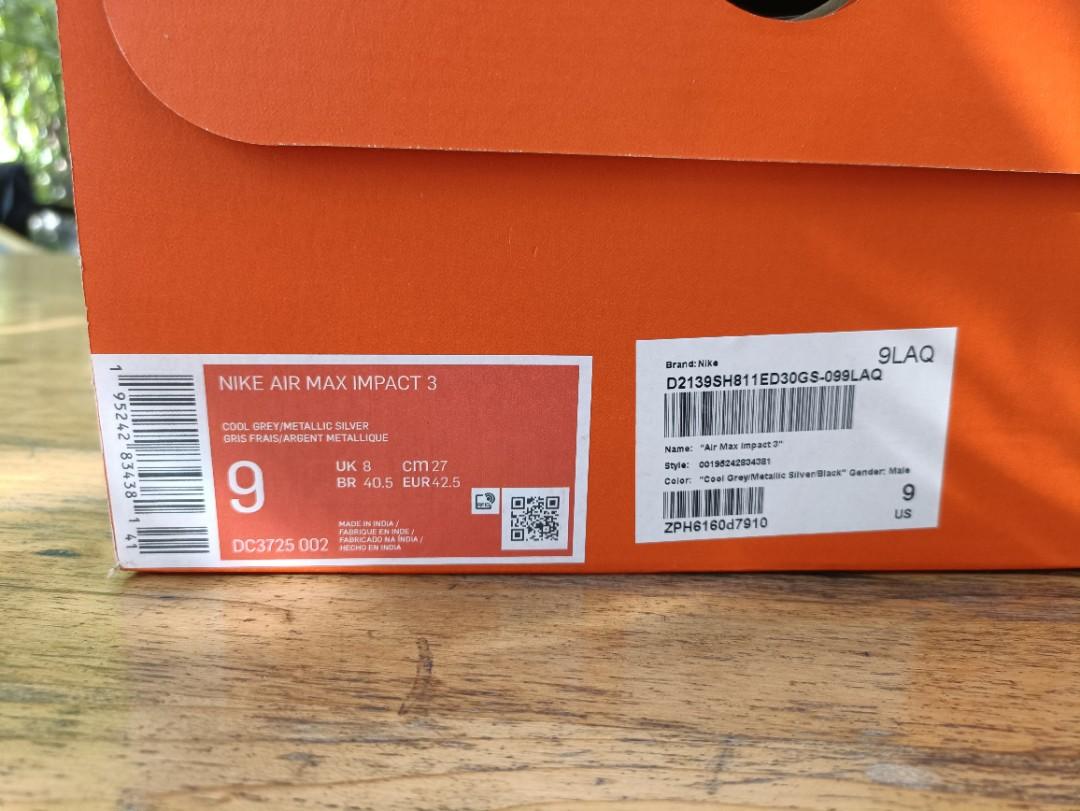 1 95242 83438 1 41
NIKE AIR MAX IMPACT 3
COOL GREY/METALLIC SILVER
GRIS FRAIS/ARGENT METALLIQUE
9
UK 8 cm 27
BR 40.5 EUR 42.5
DC3725 002
MADE IN INDIA /
FABRIQUE EN INDE /
FABRICADO NA ÍNDIA /
HECHO EN INDIA
9LAQ
Brand: Nike
D2139SH811ED30GS-099LAQ
Name: "Air Max Impact 3"
Style: 00195242834381
Color: "Cool Grey/Metallic Silver/Black" Gender: Male
9
US
ZPH6160d7910